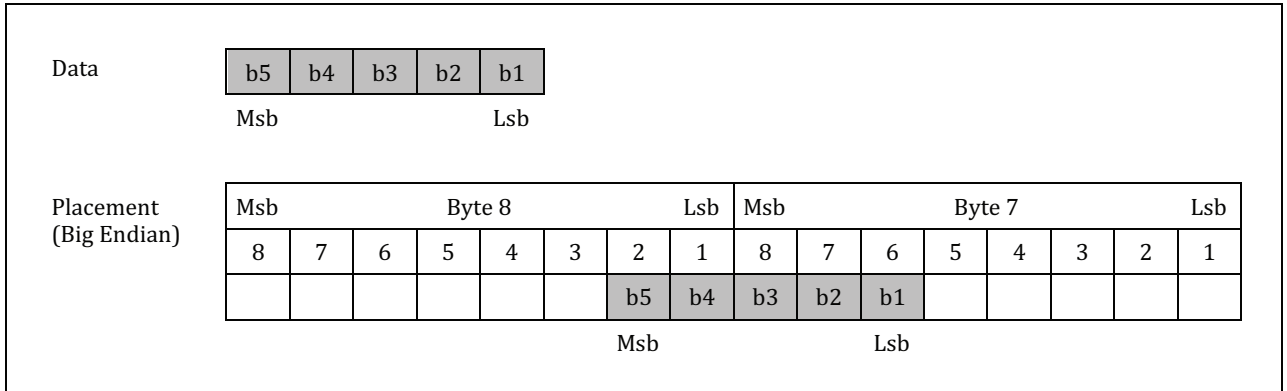 Data b5 b4 b3 b2 b1
Msb Lsb
Placement Msb Byte 8 Lsb Msb Byte 7 Lsb
(Big Endian) 8 7 6 5 4 3 2 1 8 7 6 5 4 3 2 1
b5 b4 b3 b2 b1
Msb Lsb